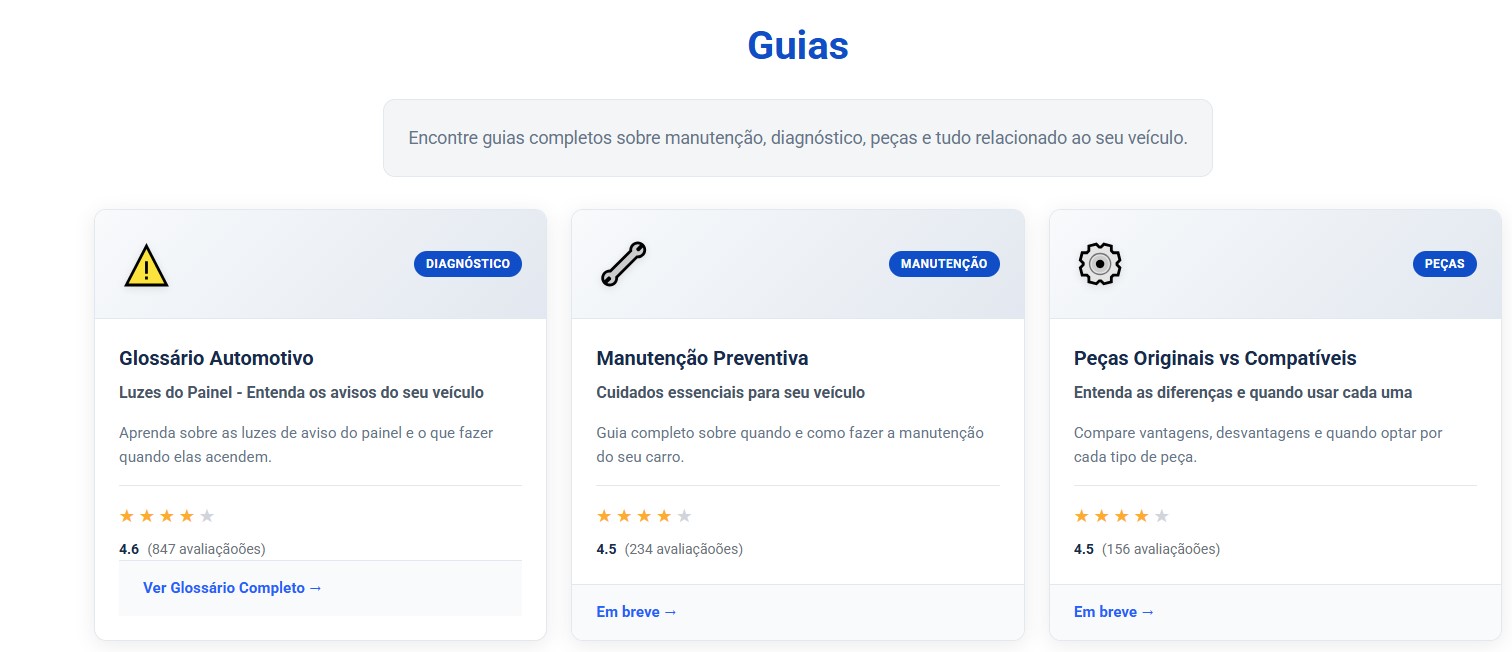 Guias
Encontre guias completos sobre manutenção, diagnóstico, peças e tudo relacionado ao seu veículo.
DIAGNÓSTICO
Glossário Automotivo
Luzes do Painel - Entenda os avisos do seu veículo
Aprenda sobre as luzes de aviso do painel e o que fazer
quando elas acendem.
4.6 (847 avaliaçãoões)
Ver Glossário Completo →
MANUTENÇÃO
Manutenção Preventiva
Cuidados essenciais para seu veículo
Guia completo sobre quando e como fazer a manutenção
do seu carro.
4.5 (234 avaliaçãoões)
Em breve →
PEÇAS
Peças Originais vs Compatíveis
Entenda as diferenças e quando usar cada uma
Compare vantagens, desvantagens e quando optar por
cada tipo de peça.
4.5 (156 avaliaçãoões)
Em breve →